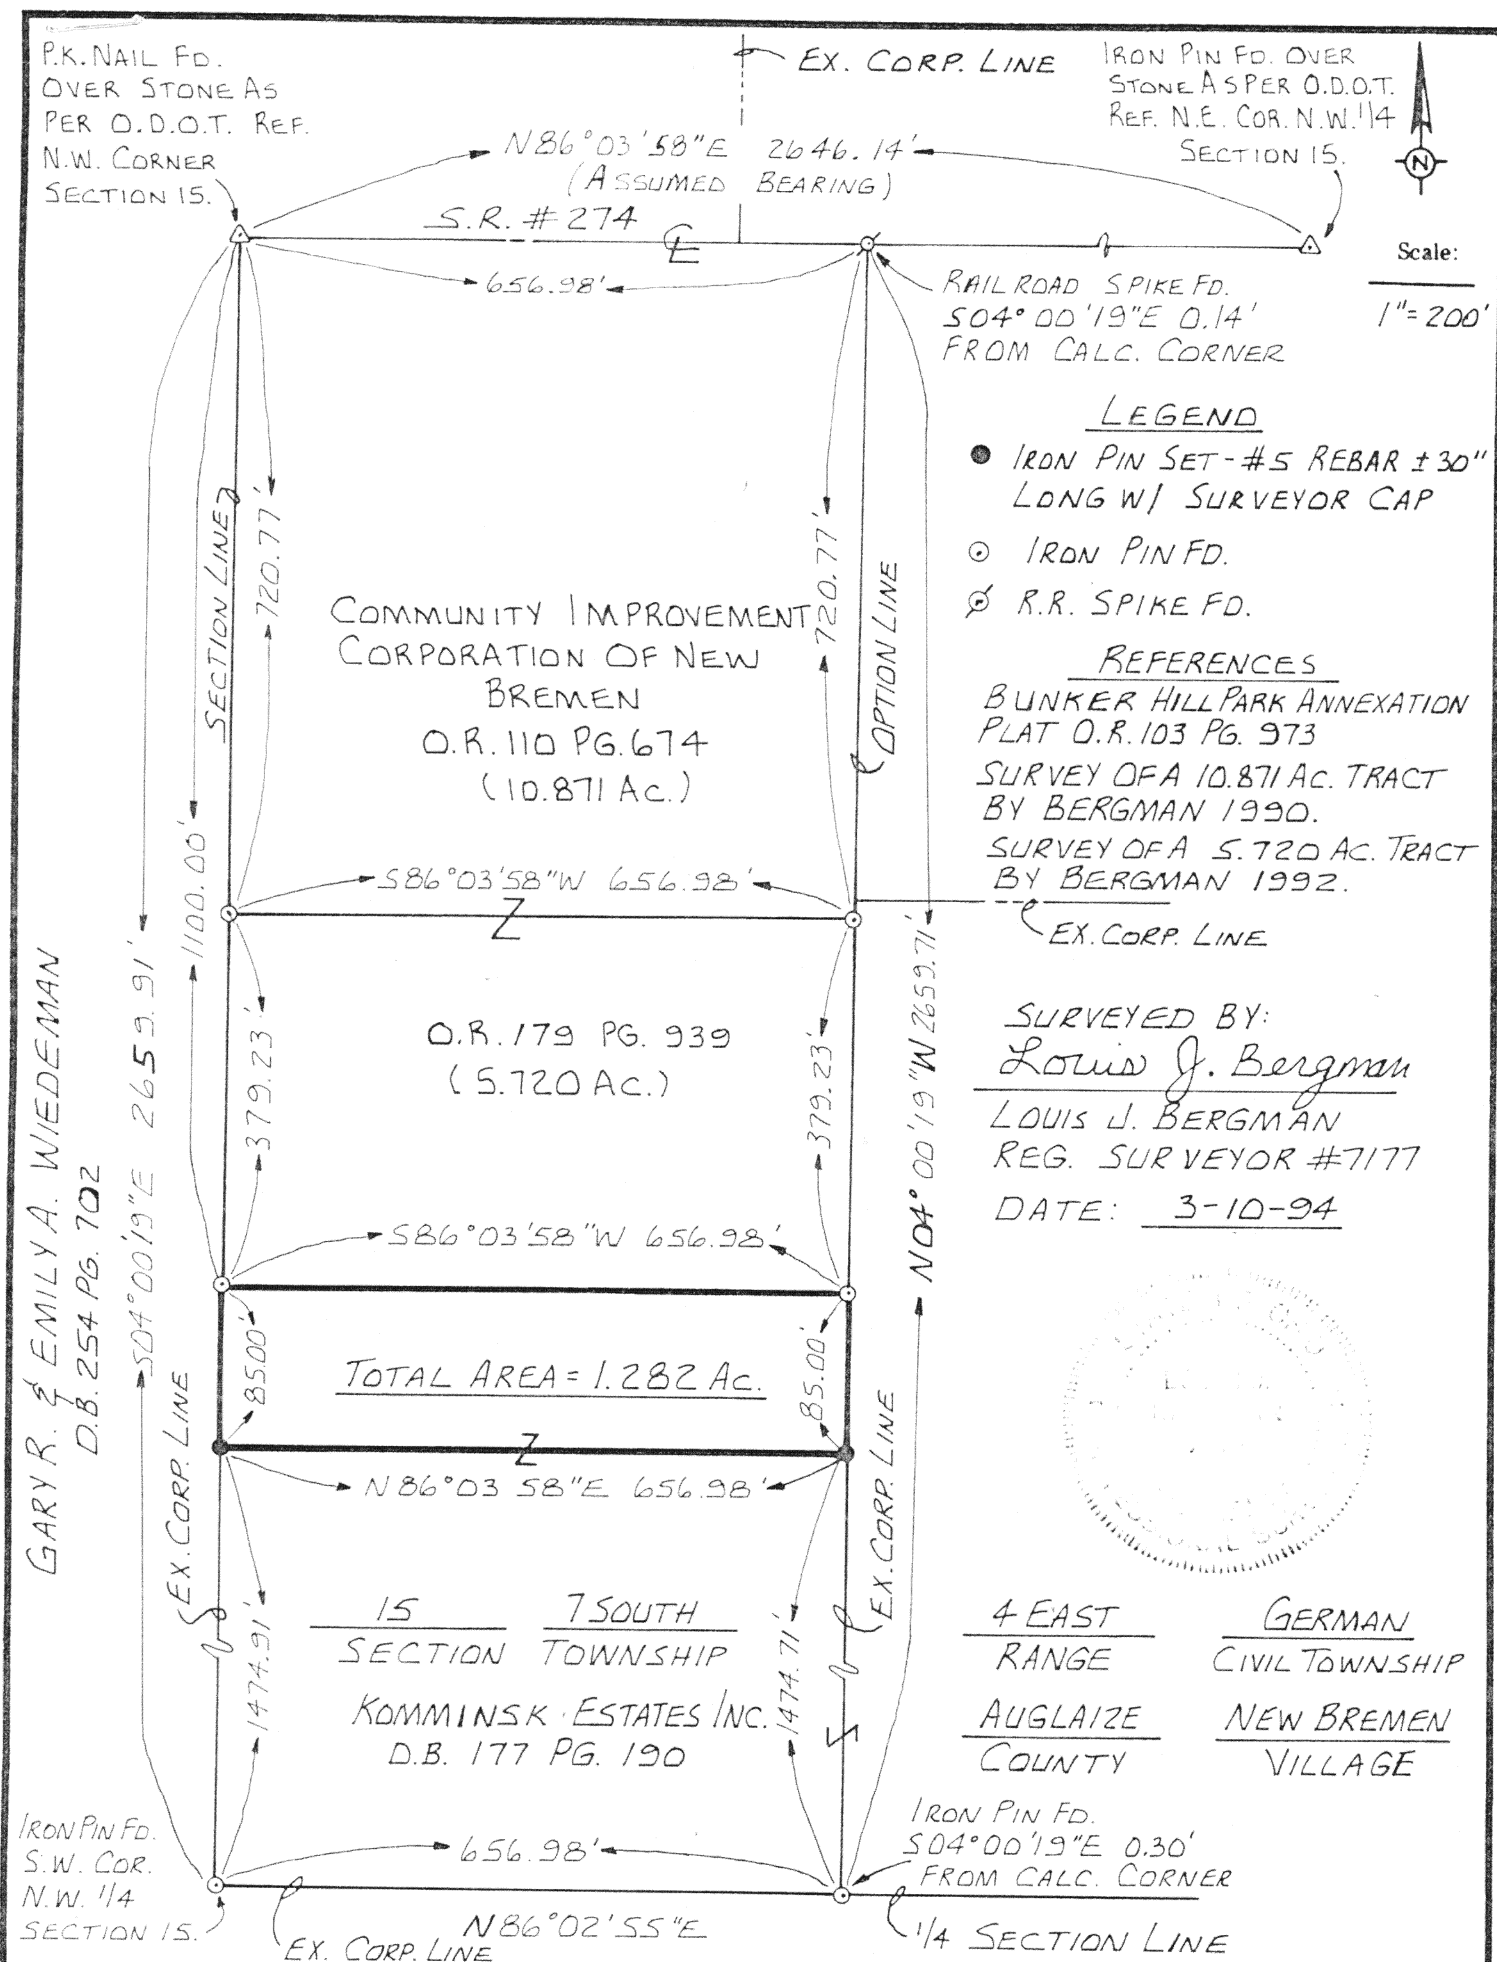 P.K. NAIL FD.
OVER STONE AS
PER O.D.O.T. REF.
N.W. CORNER
SECTION 15.
EX. CORP. LINE
IRON PIN FD. OVER
STONE AS PER O.D.O.T.
REF. N.E. COR. N.W. 1/4
SECTION 15.
N
N86°03'58"E 2646.14'
(ASSUMED BEARING)
S.R. #274
656.98'
Scale:
1"=200'
RAILROAD SPIKE FD.
S04°00'19"E 0.14'
FROM CALC. CORNER
LEGEND
IRON PIN SET-#5 REBAR ±30"
LONG W/ SURVEYOR CAP
IRON PIN FD.
R.R. SPIKE FD.
SECTION LINE
720.77'
720.77'
OPTION LINE
COMMUNITY IMPROVEMENT
CORPORATION OF NEW
BREMEN
O.R. 110 PG. 674
(10.871 AC.)
REFERENCES
BUNKER HILL PARK ANNEXATION
PLAT O.R. 103 PG. 973
SURVEY OF A 10.871 AC. TRACT
BY BERGMAN 1990.
SURVEY OF A 5.720 AC. TRACT
BY BERGMAN 1992.
EX. CORP. LINE
1100.00'
S86°03'58"W 656.98'
Z
GARY R. & EMILY A. WIEDEMAN
D.B. 254 PG. 702
S04°00'19"E 2659.91'
379.23'
O.R. 179 PG. 939
(5.720 AC.)
379.23'
N04°00'19"W 2659.71'
SURVEYED BY:
Louis J. Bergman
LOUIS J. BERGMAN
REG. SURVEYOR #7177
DATE: 3-10-94
S86°03'58"W 656.98'
85.00'
TOTAL AREA = 1.282 AC.
85.00'
Z
N86°03 58"E 656.98'
EX. CORP. LINE
EX. CORP. LINE
1474.91'
1474.71'
15
SECTION
7 SOUTH
TOWNSHIP
4 EAST
RANGE
GERMAN
CIVIL TOWNSHIP
KOMMINSK ESTATES INC.
D.B. 177 PG. 190
AUGLAIZE
COUNTY
NEW BREMEN
VILLAGE
IRON PIN FD.
S.W. COR.
N.W. 1/4
SECTION 15.
656.98'
IRON PIN FD.
S04°00'19"E 0.30'
FROM CALC. CORNER
N86°02'55"E
EX. CORP. LINE
1/4 SECTION LINE